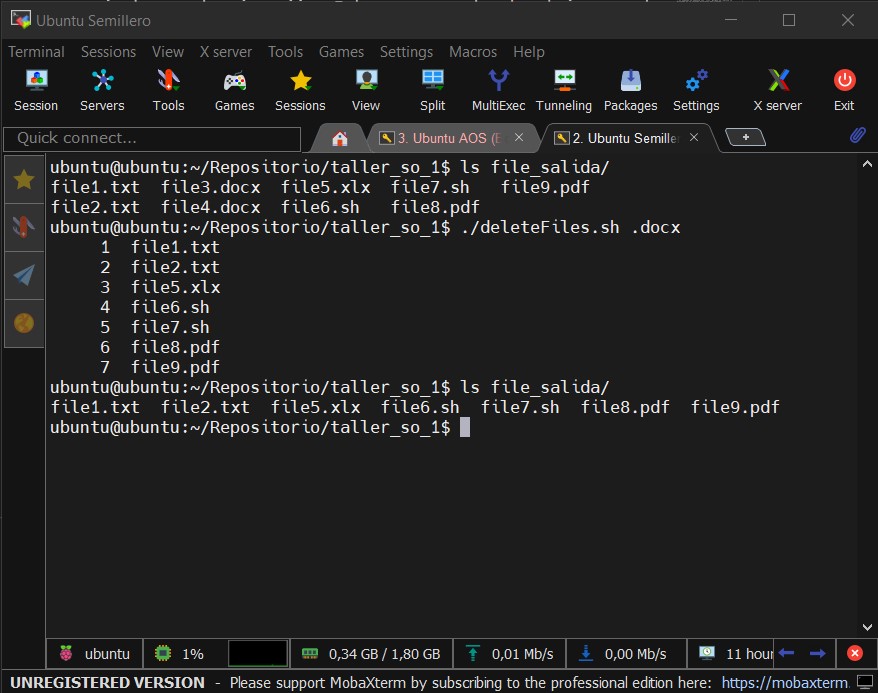 Ubuntu Semillero
Terminal Sessions View X server Tools Games Settings Macros Help
Session Servers Tools Games Sessions View Split MultiExec Tunneling Packages Settings X server Exit
Quick connect...
3. Ubuntu AOS (E
2. Ubuntu Semiller
ubuntu@ubuntu:~/Repositorio/taller_so_1$ ls file_salida/
file1.txt  file3.docx  file5.xlx  file7.sh   file9.pdf
file2.txt  file4.docx  file6.sh   file8.pdf
ubuntu@ubuntu:~/Repositorio/taller_so_1$ ./deleteFiles.sh .docx
     1  file1.txt
     2  file2.txt
     3  file5.xlx
     4  file6.sh
     5  file7.sh
     6  file8.pdf
     7  file9.pdf
ubuntu@ubuntu:~/Repositorio/taller_so_1$ ls file_salida/
file1.txt  file2.txt  file5.xlx  file6.sh  file7.sh  file8.pdf  file9.pdf
ubuntu@ubuntu:~/Repositorio/taller_so_1$
ubuntu 1% 0,34 GB / 1,80 GB 0,01 Mb/s 0,00 Mb/s 11 hour
UNREGISTERED VERSION - Please support MobaXterm by subscribing to the professional edition here: https://mobaxterm.